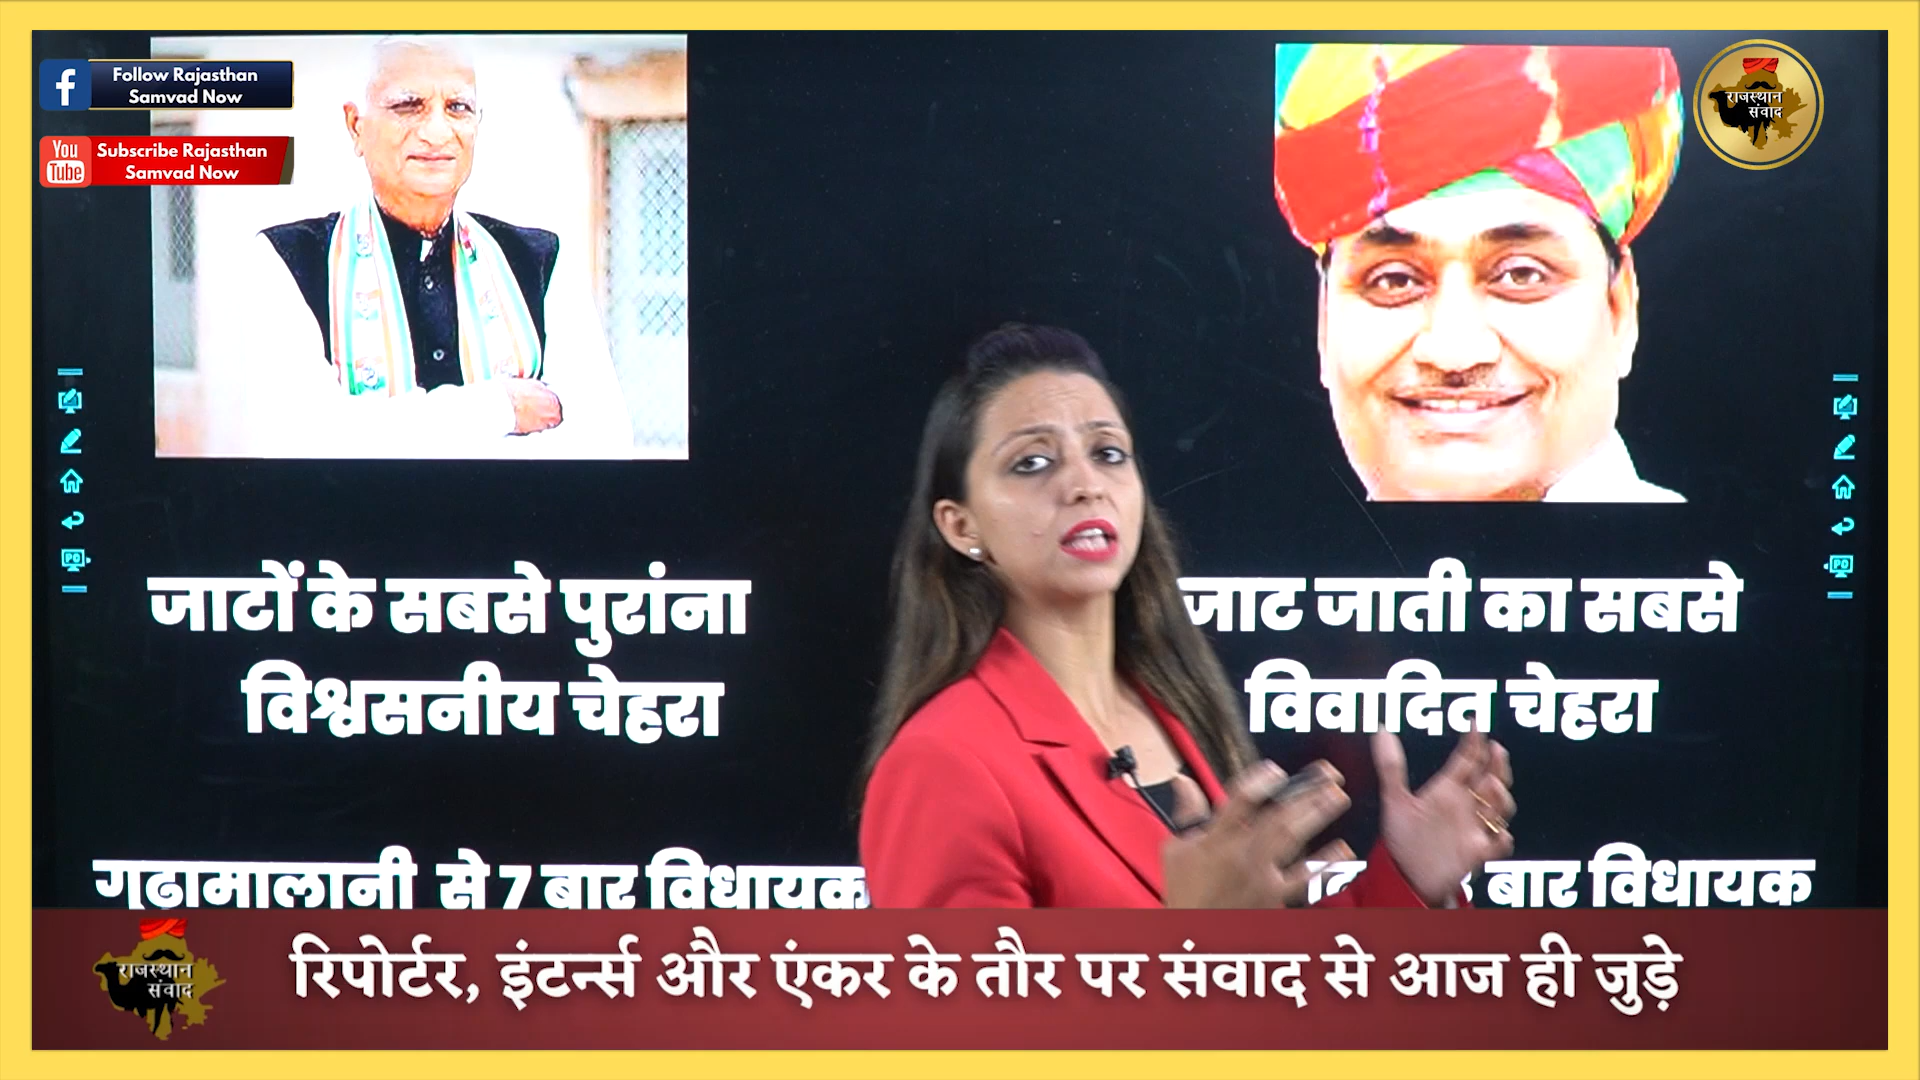 Follow Rajasthan
Samvad Now
You
Tube
Subscribe Rajasthan
Samvad Now
राजस्थान
संवाद
जाटों के सबसे पुरांना
विश्वसनीय चेहरा
जाट जाती का सबसे
विवादित चेहरा
गुढ़ामालानी से 7 बार विधायक
बार विधायक
राजस्थान
संवाद
रिपोर्टर, इंटर्न्स और एंकर के तौर पर संवाद से आज ही जुड़े